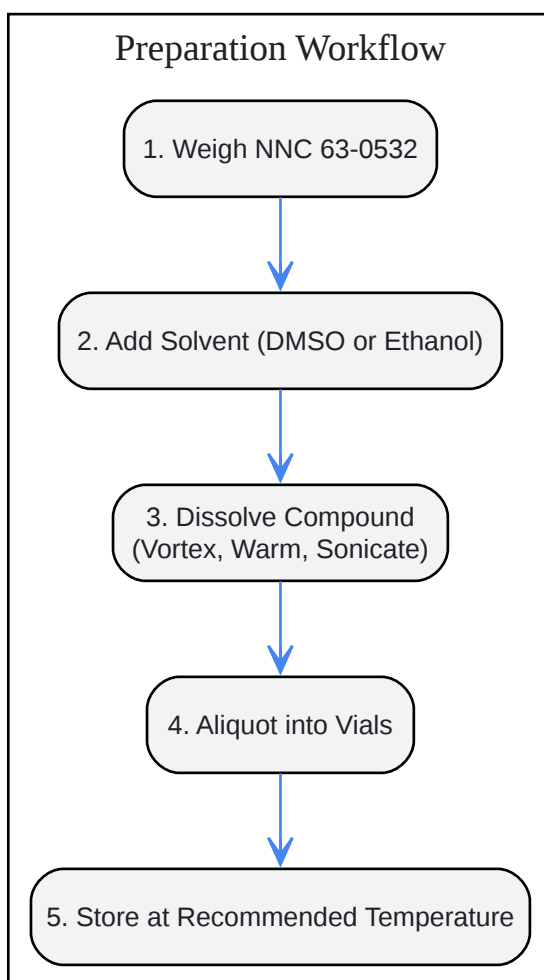 Preparation Workflow
1. Weigh NNC 63-0532
2. Add Solvent (DMSO or Ethanol)
3. Dissolve Compound
(Vortex, Warm, Sonicate)
4. Aliquot into Vials
5. Store at Recommended Temperature